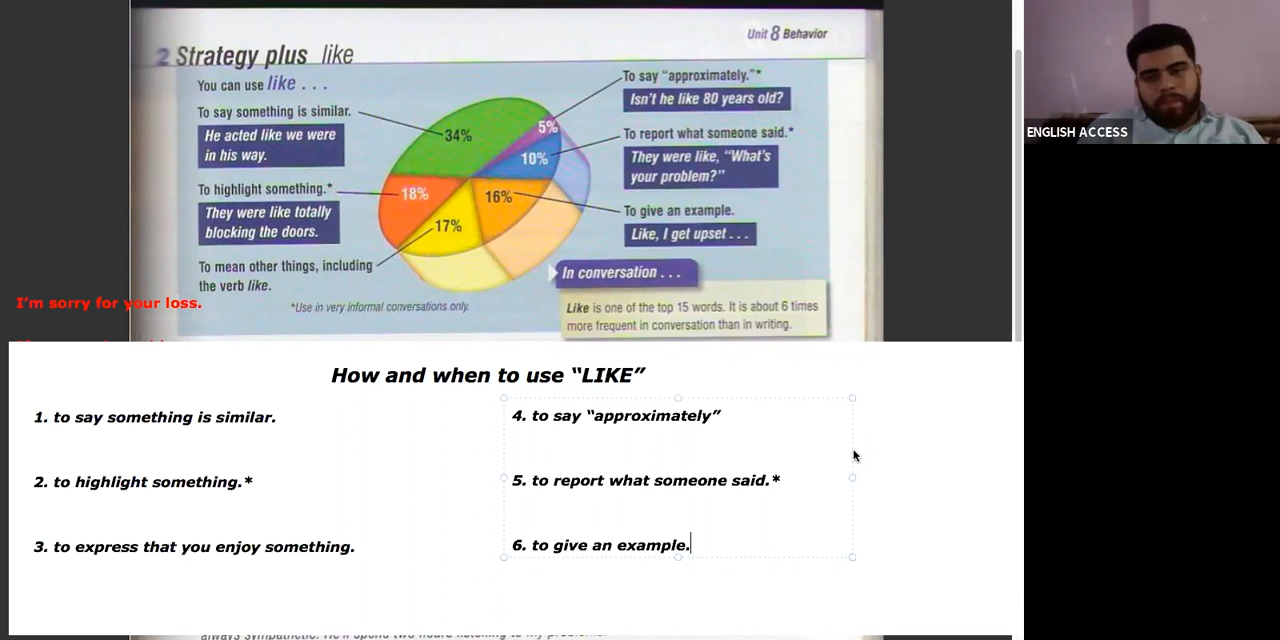 Unit 8 Behavior
2 Strategy plus like
You can use like . . .
To say something is similar.
He acted like we were
in his way.
To highlight something.*
They were like totally
blocking the doors.
To mean other things, including
the verb like.
*Use in very informal conversations only.
34%
5%
10%
18%
16%
17%
To say “approximately.”*
Isn't he like 80 years old?
To report what someone said.*
They were like, “What's
your problem?”
To give an example.
Like, I get upset . . .
In conversation . . .
Like is one of the top 15 words. It is about 6 times
more frequent in conversation than in writing.
I’m sorry for your loss.
How and when to use “LIKE”
1. to say something is similar.
2. to highlight something.*
3. to express that you enjoy something.
4. to say “approximately”
5. to report what someone said.*
6. to give an example.
ENGLISH ACCESS